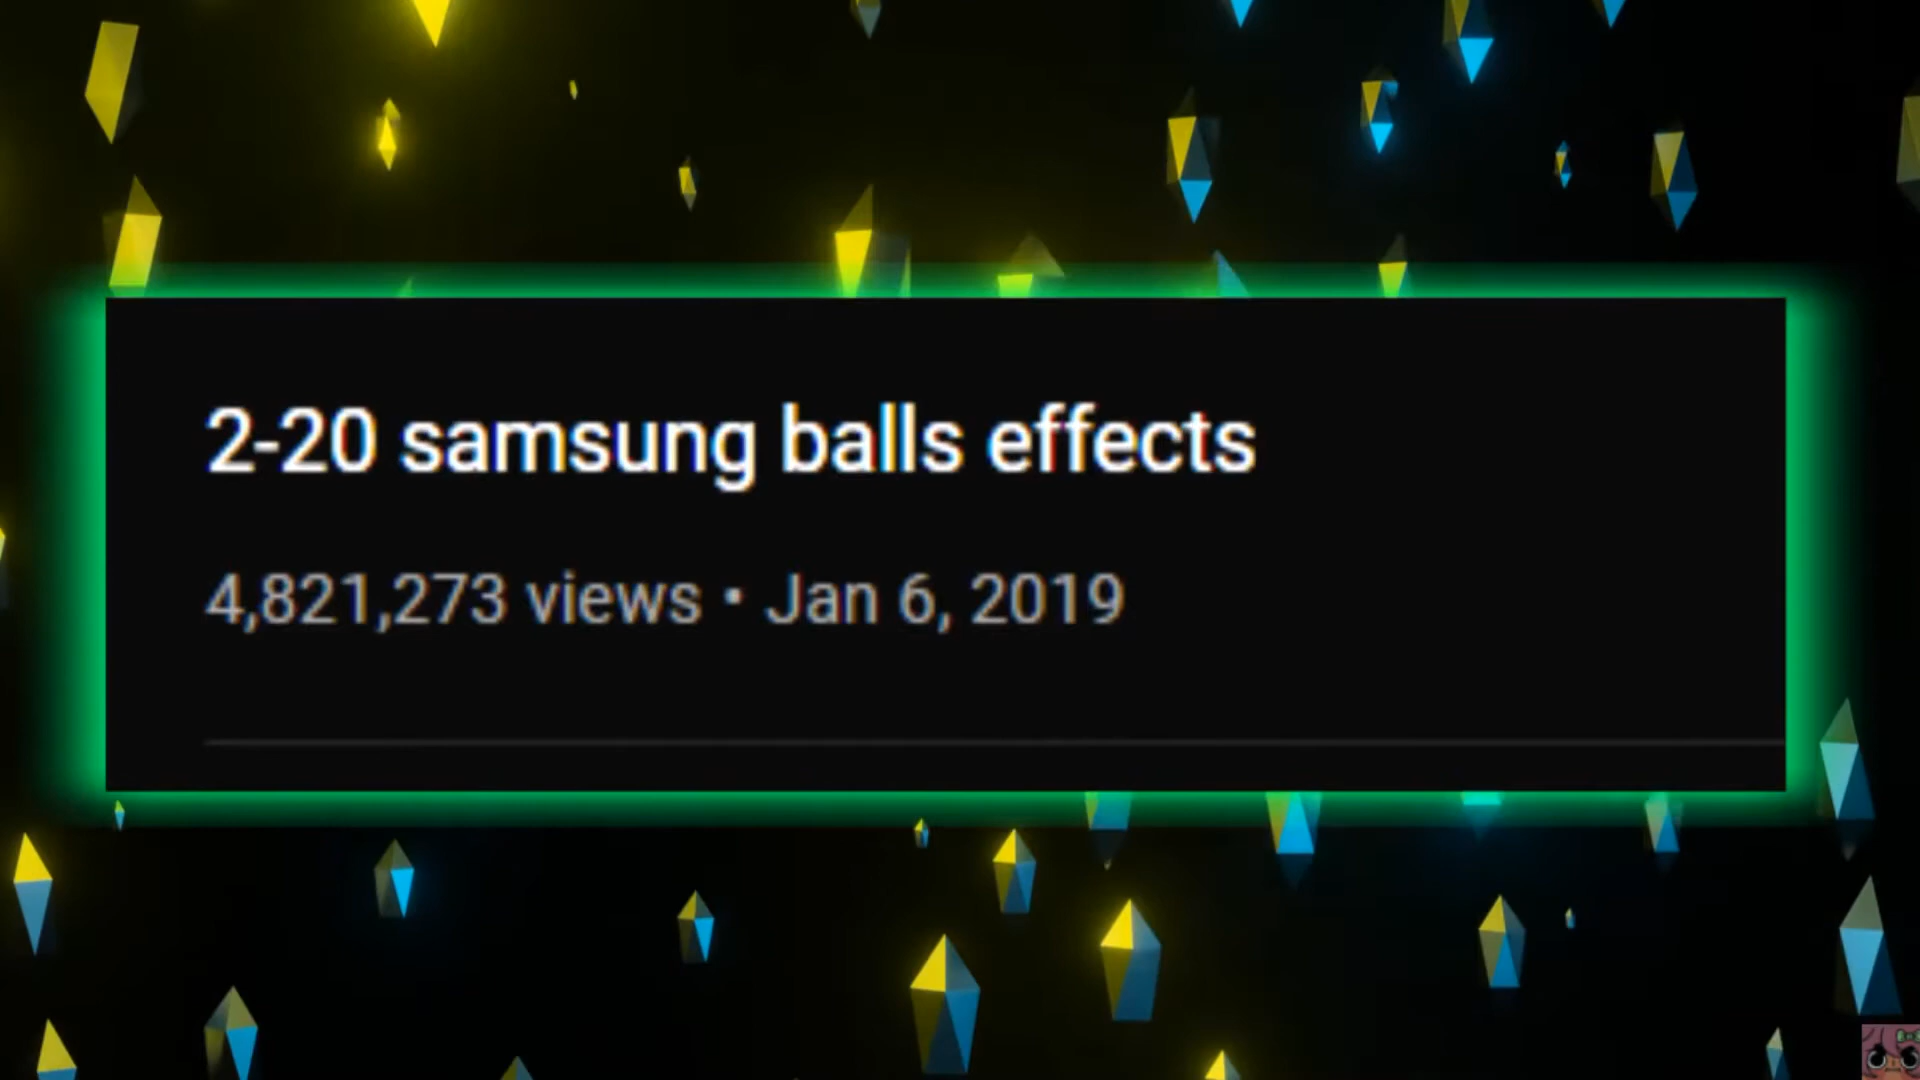 2-20 samsung balls effects
4,821,273 views • Jan 6, 2019